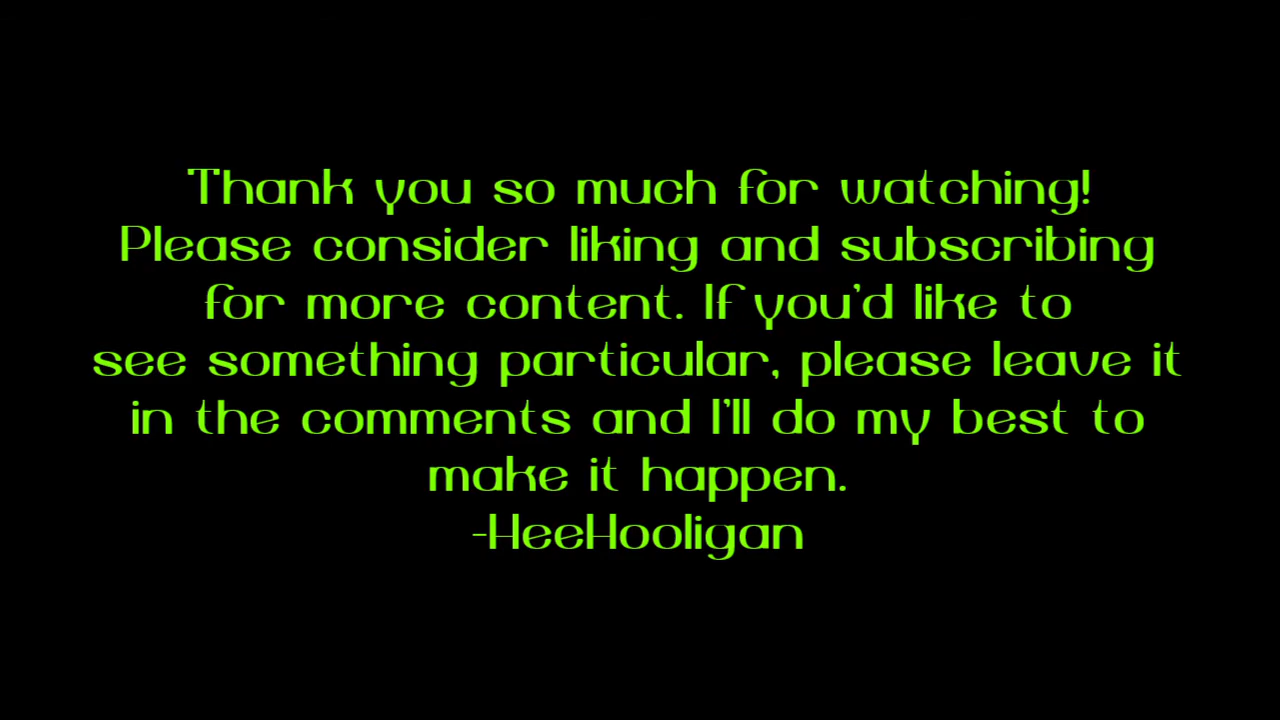 Thank you so much for watching!
Please consider liking and subscribing
for more content. If you'd like to
see something particular, please leave it
in the comments and I'll do my best to
make it happen.
-HeeHooligan